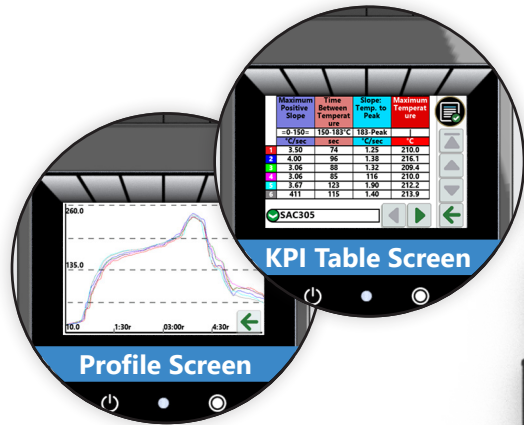 Maximum Positive Slope
Time Between Temperat ure
Slope: Temp. to Peak
Maximum Temperat ure
=0-150=
150-183°C
183-Peak
°C/sec
sec
°C/sec
°C
1 3.50 74 1.25 210.0
2 4.00 96 1.38 216.1
3 3.06 88 1.32 209.4
4 3.06 85 116 210.0
5 3.67 123 1.90 212.2
6 411 115 1.40 213.9
SAC305
KPI Table Screen
260.0
135.0
10.0 ,1:30r ,03:00r ,4:30r
Profile Screen